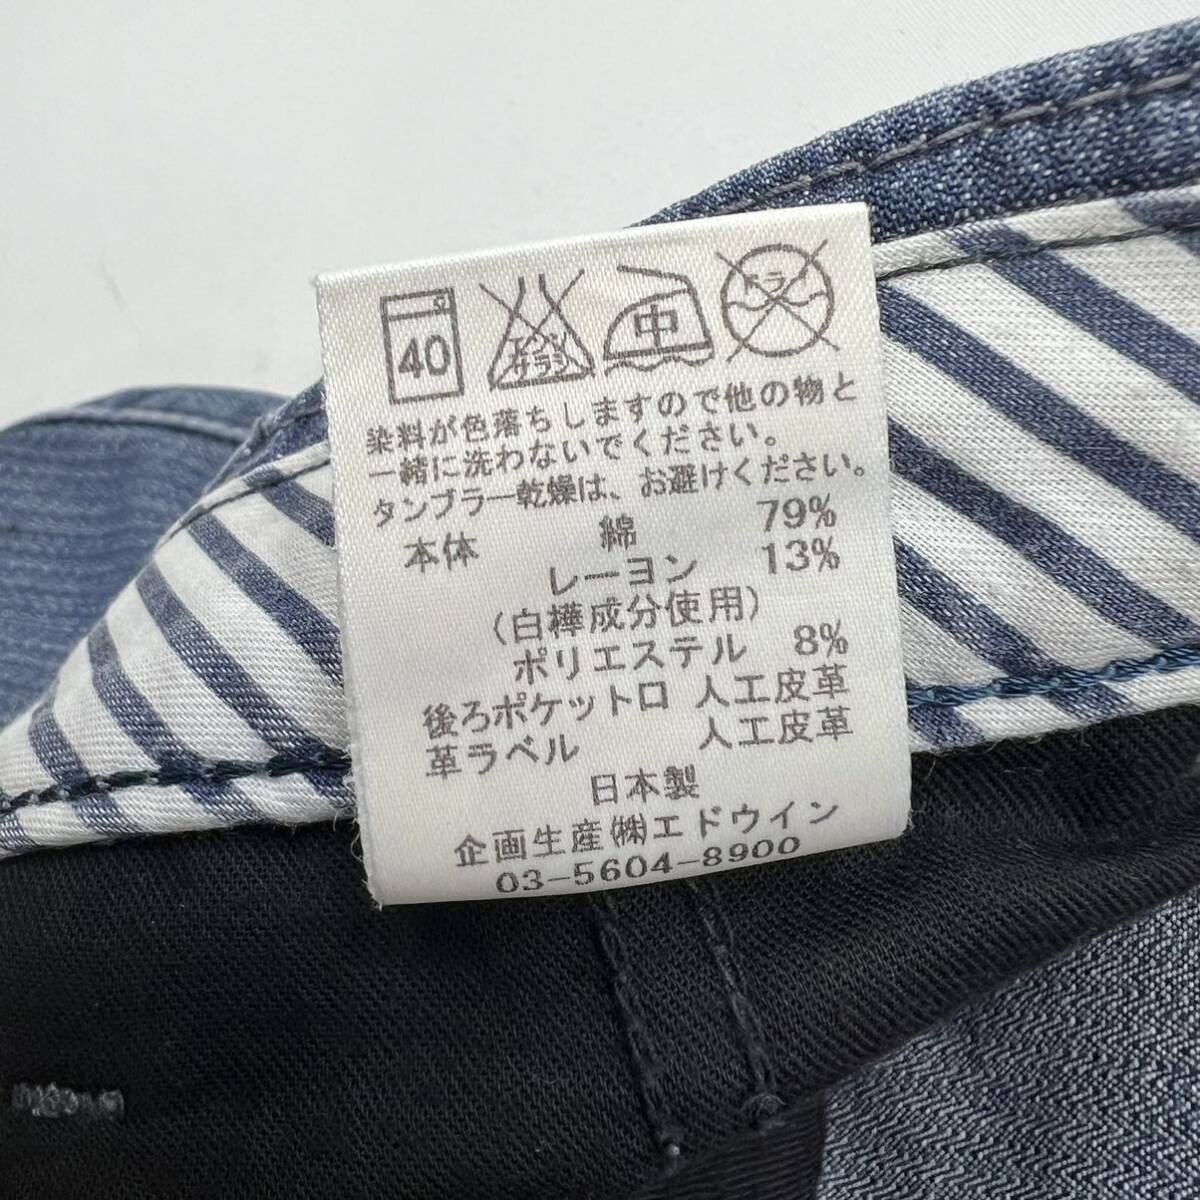 40 エンソサラシ 中 ドライ
染料が色落ちしますので他の物と
一緒に洗わないでください。
タンブラー乾燥は、お避けください。
本体 綿 79%
レーヨン 13%
(白樺成分使用)
ポリエステル 8%
後ろポケット口 人工皮革
革ラベル 人工皮革
日本製
企画生産㈱エドウイン
03-5604-8900